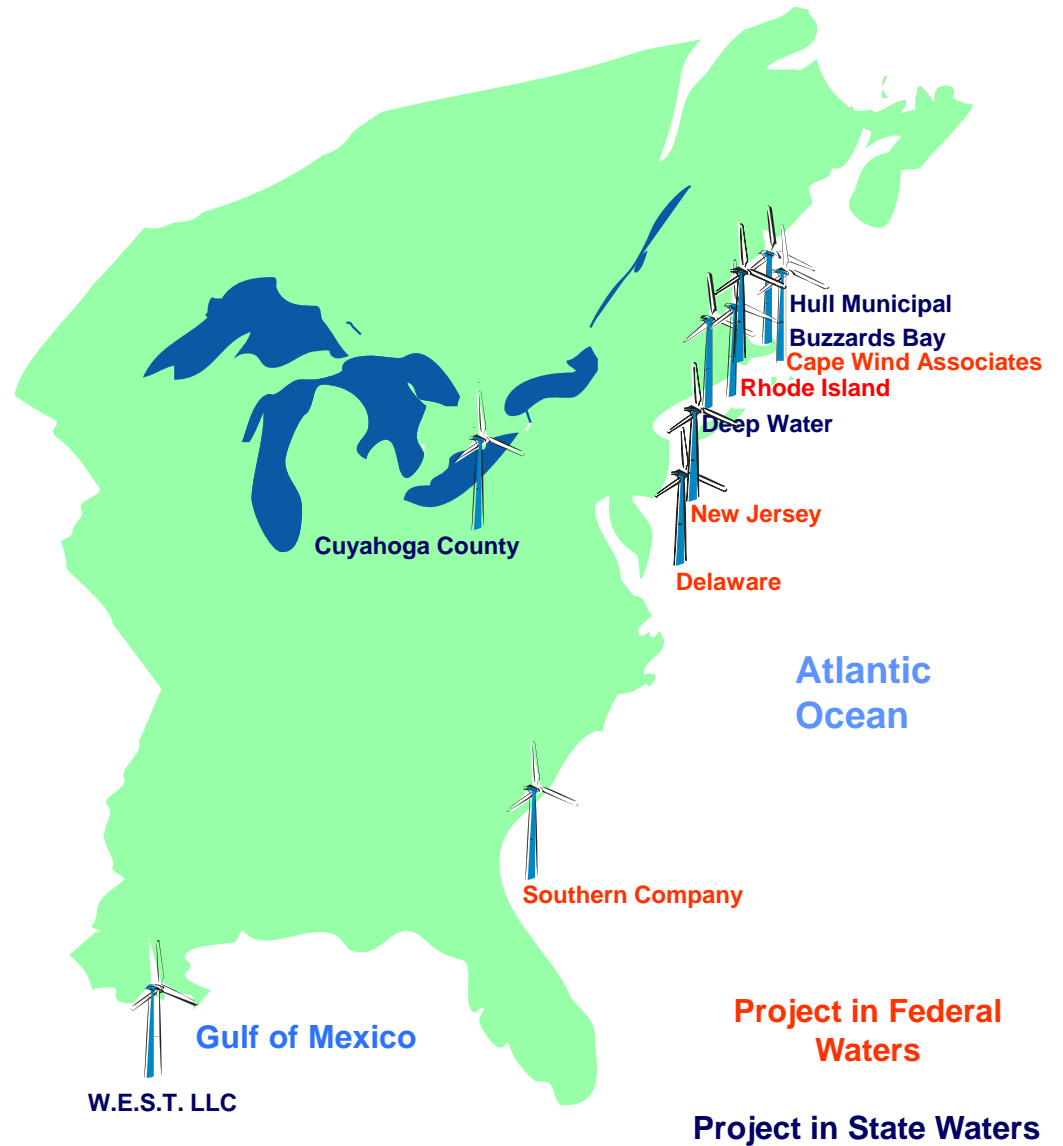 Hull Municipal
Buzzards Bay
Cape Wind Associates
Rhode Island
Deep Water
New Jersey
Cuyahoga County
Delaware
Atlantic
Ocean
Southern Company
Project in Federal
Waters
Gulf of Mexico
W.E.S.T. LLC
Project in State Waters